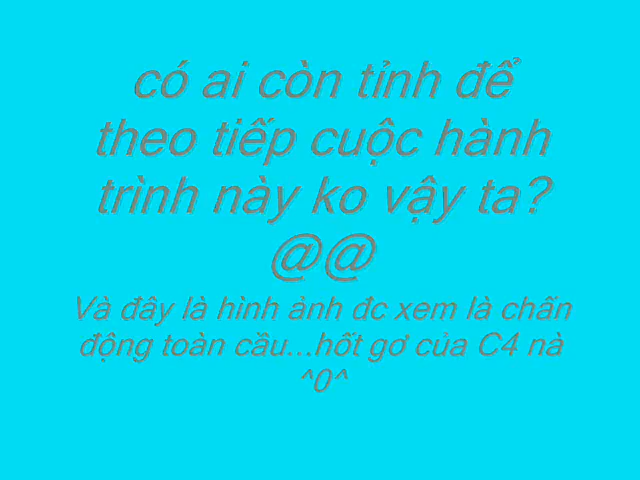 có ai còn tỉnh để
theo tiếp cuộc hành
trình này ko vậy ta?
@@
Và đây là hình ảnh đc xem là chấn
động toàn cầu...hốt gơ của C4 nà
^0^